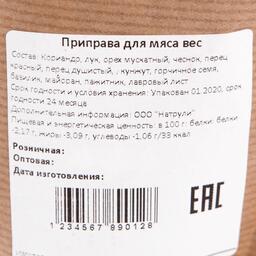 Приправа для мяса вес
Состав: Кориандр, лук, орех мускатный, чеснок, перец
красный, перец душистый, , кунжут, горчичное семя,
базилик, майоран, пажитник, лавровый лист
Срок годности и условия хранения: Упакован 01.2020, срок
годности 24 месяца
Дополнительная информация: ООО "Натрули"
Пищевая и энергетическая ценность: в 100 г: белки: белки:
-2,17 г, жиры -3,09 г, углеводы -1,06 г/33 ккал
Розничная:
Оптовая:
Дата изготовления:
EAC
1 234567 890128